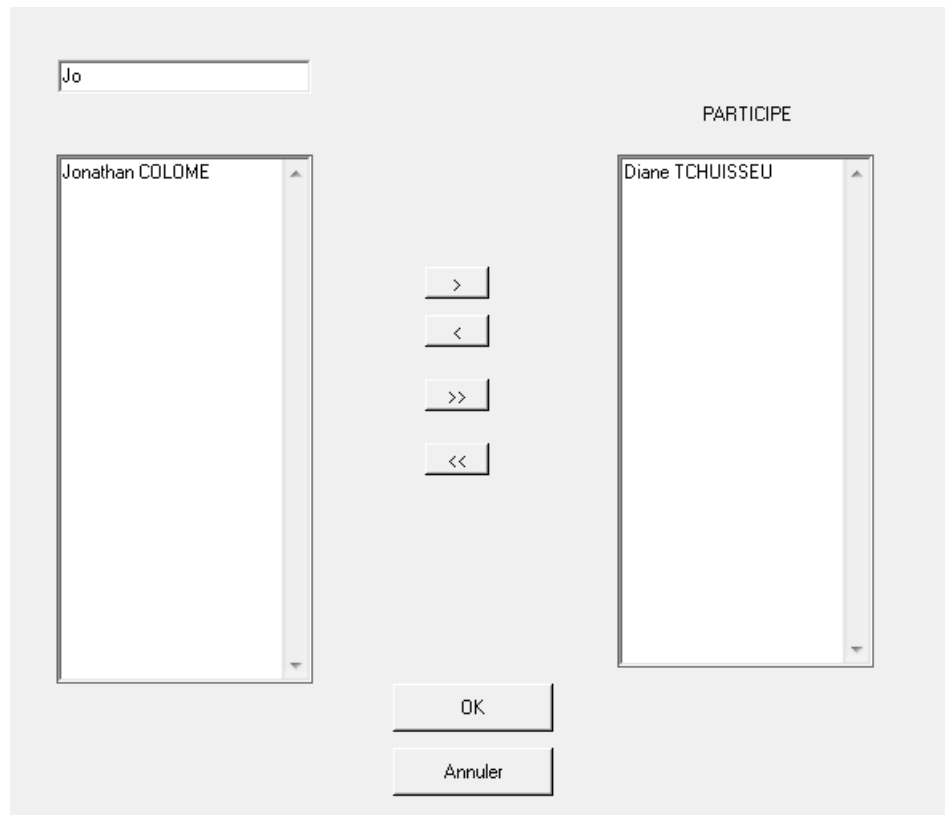 Jo
PARTICIPE
Jonathan COLOME
Diane TCHUISSEU
>
<
>>
<<
OK
Annuler